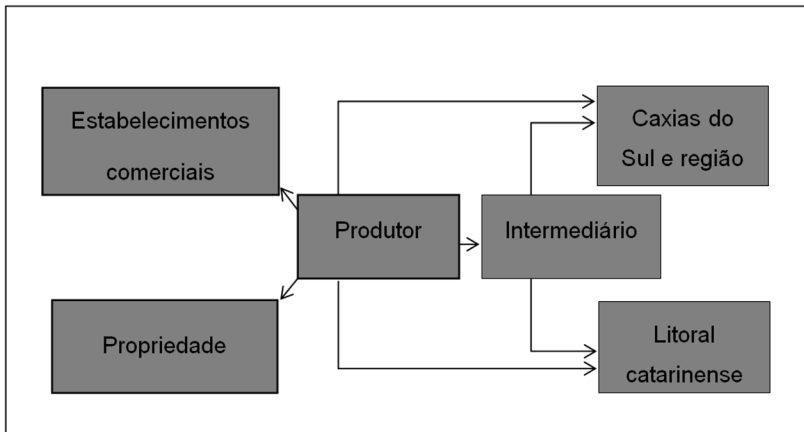 Estabelecimentos
comerciais
Caxias do
Sul e região
Produtor
Intermediário
Propriedade
Litoral
catarinense